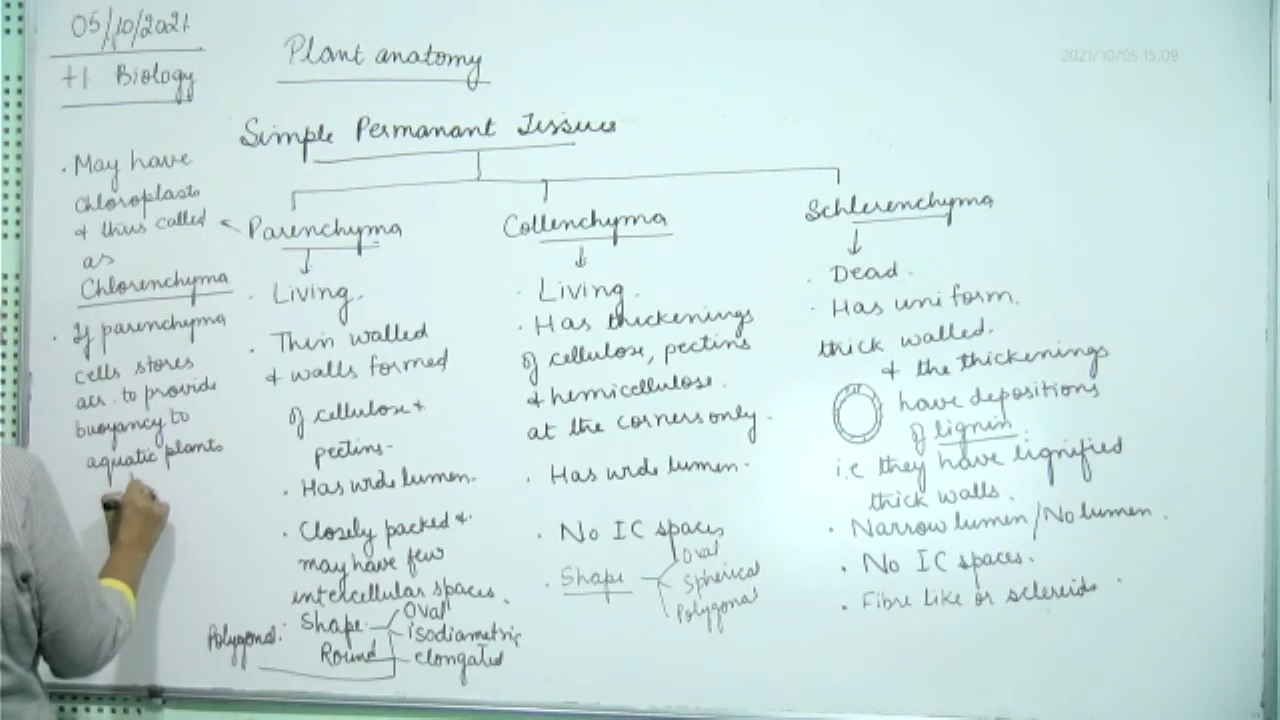 05/10/2021
+1 Biology
Plant anatomy
2021/10/05 15:09
Simple Permanant Tissues
. May have
chloroplasts
& thus called
as
Chlorenchyma
. If parenchyma
cells stores
air to provide
buoyancy to
aquatic plants
Parenchyma
. Living.
. Thin walled
& walls formed
of cellulose &
pectins.
. Has wide lumen.
. Closely packed &
may have few
intercellular spaces.
Shape
Oval
isodiametric
elongated
Round
Polygonal:
Collenchyma
. Living.
. Has thickenings
of cellulose, pectins
& hemicellulose.
at the corners only.
. Has wide lumen.
. No IC spaces
. Shape
Oval
Spherical
Polygonal
Schlerenchyma
. Dead.
. Has uniform.
thick walled.
& the thickenings
have depositions
of lignin.
i.e they have lignified
thick walls.
. Narrow lumen / No lumen.
. No IC spaces.
. Fibre like or sclereids.